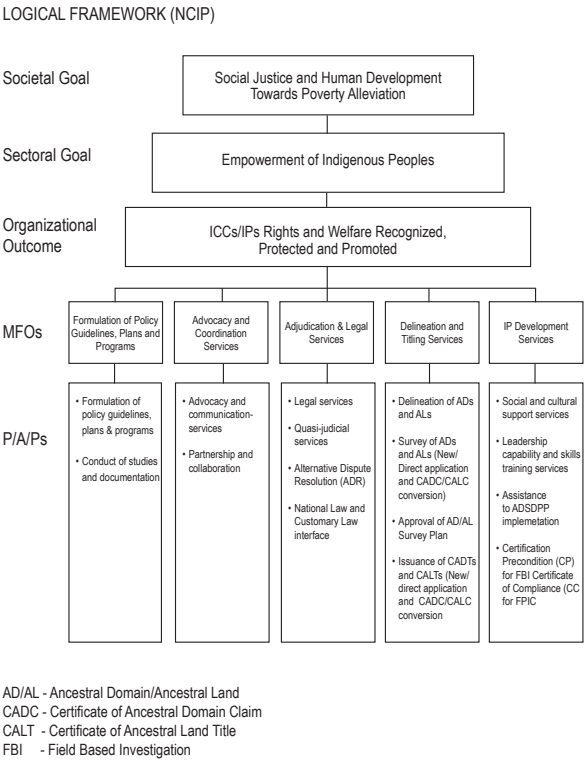 LOGICAL FRAMEWORK (NCIP)
Societal Goal
Social Justice and Human Development
Towards Poverty Alleviation
Sectoral Goal
Empowerment of Indigenous Peoples
Organizational
Outcome
ICCs/IPs Rights and Welfare Recognized,
Protected and Promoted
MFOs
Formulation of Policy
Guidelines, Plans and
Programs
Advocacy and
Coordination
Services
Adjudication & Legal
Services
Delineation and
Titling Services
IP Development
Services
P/A/Ps
• Formulation of
policy guidelines,
plans & programs
• Conduct of studies
and documentation
• Advocacy and
communication-
services
• Partnership and
collaboration
• Legal services
• Quasi-judicial
services
• Alternative Dispute
Resolution (ADR)
• National Law and
Customary Law
interface
• Delineation of ADs
and ALs
• Survey of ADs
and ALs (New/
Direct application
and CADC/CALC
conversion)
• Approval of AD/AL
Survey Plan
• Issuance of CADTs
and CALTs (New/
direct application
and CADC/CALC
conversion
• Social and cultural
support services
• Leadership
capability and skills
training services
• Assistance
to ADSDPP
implemetation
• Certification
Precondition (CP)
for FBI Certificate
of Compliance (CC
for FPIC
AD/AL - Ancestral Domain/Ancestral Land
CADC - Certificate of Ancestral Domain Claim
CALT - Certificate of Ancestral Land Title
FBI - Field Based Investigation